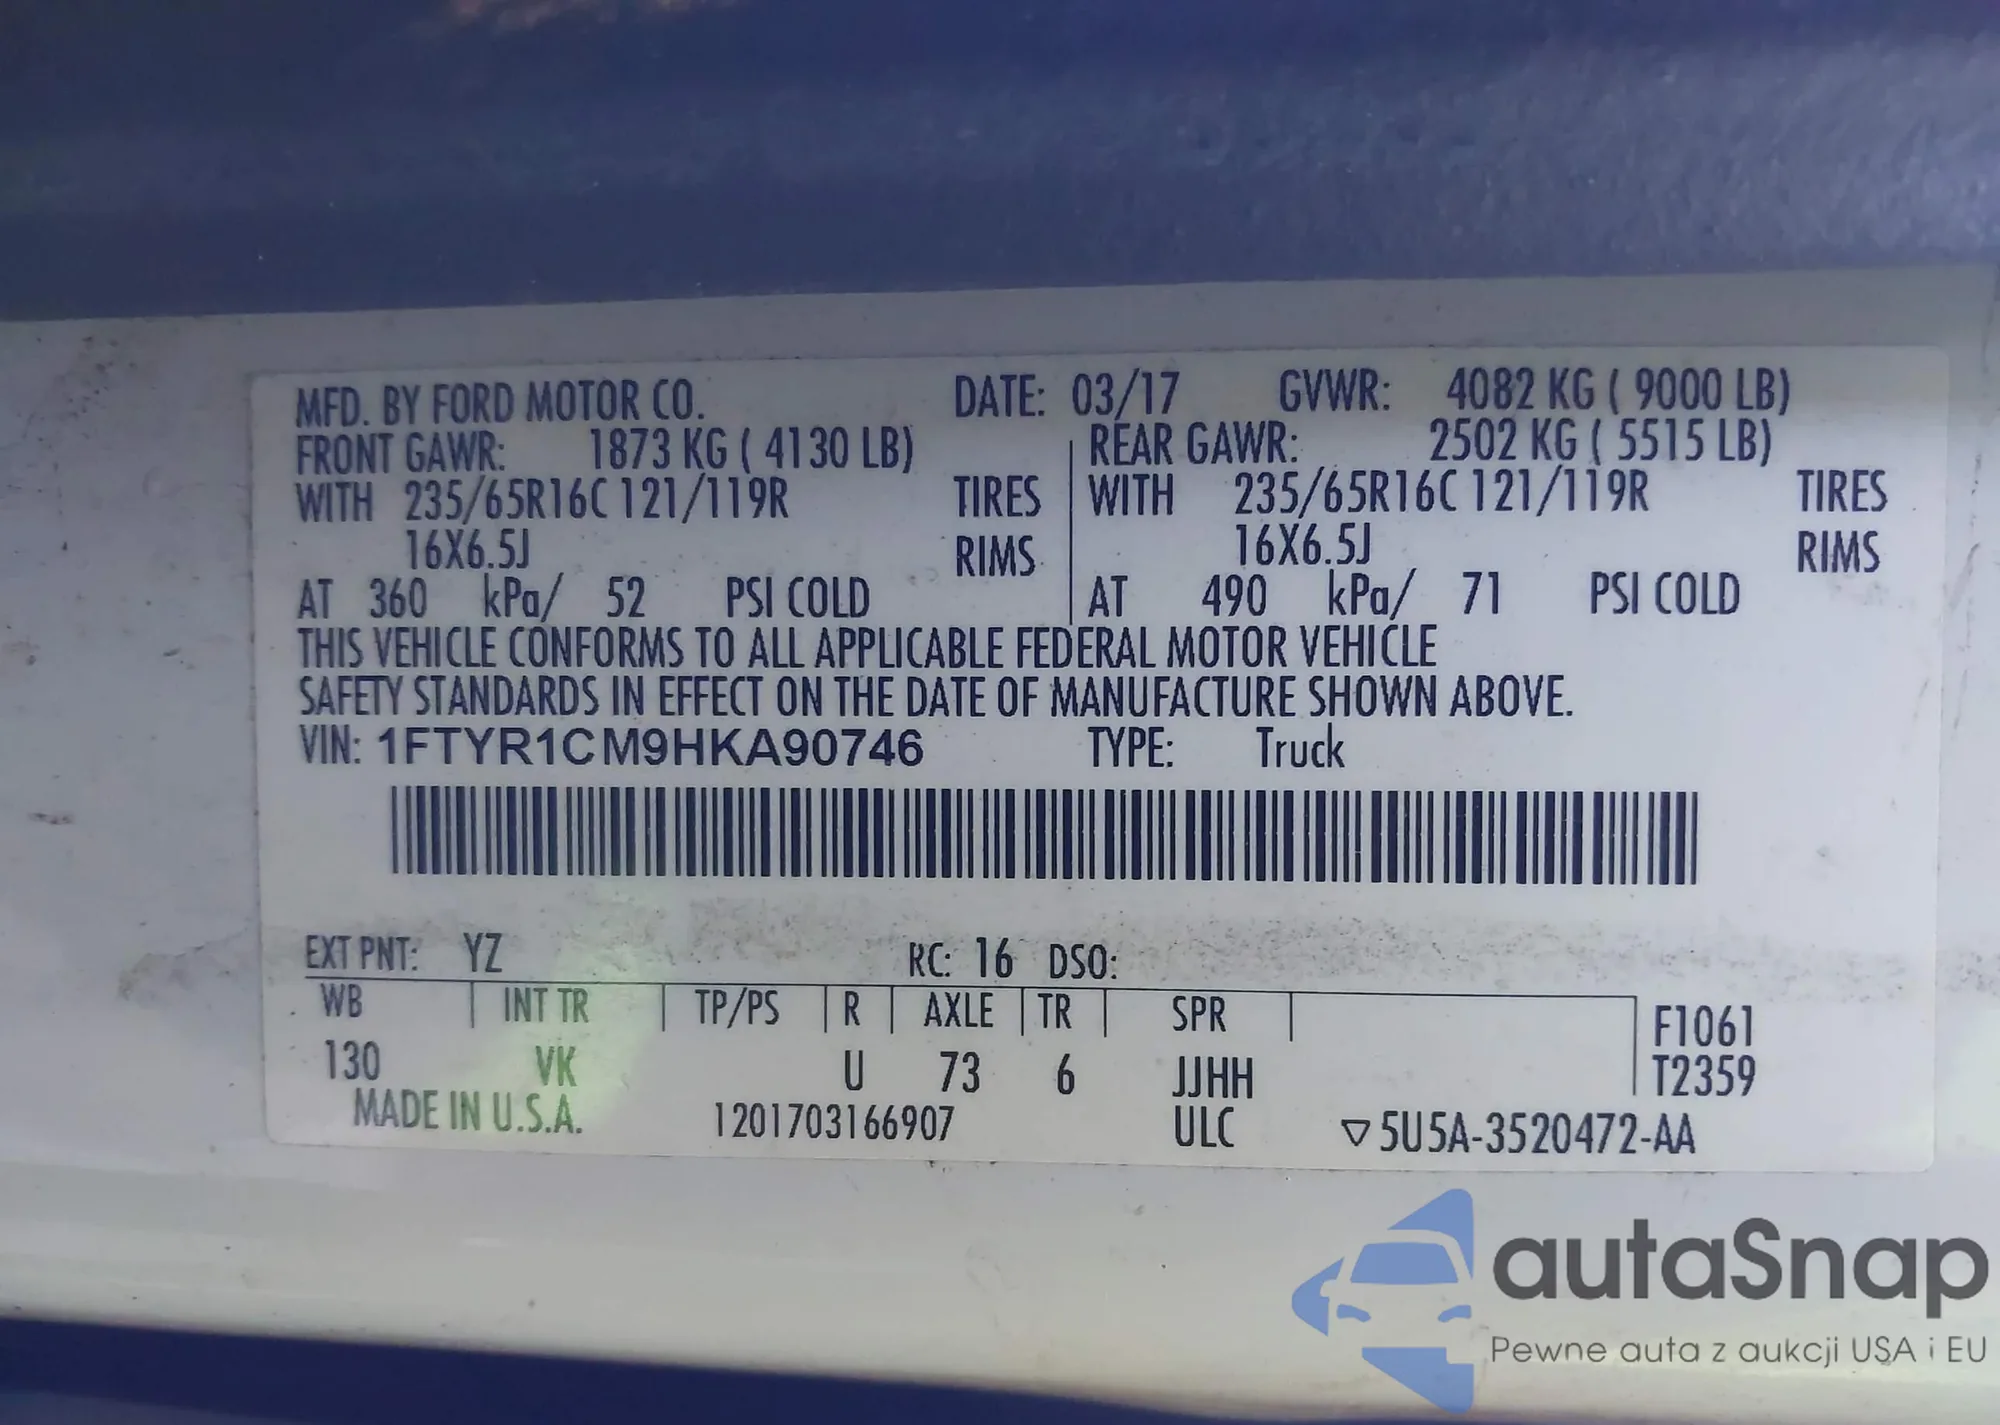 MFD. BY FORD MOTOR CO. DATE: 03/17 GVWR: 4082 KG ( 9000 LB)
FRONT GAWR: 1873 KG ( 4130 LB) REAR GAWR: 2502 KG ( 5515 LB)
WITH 235/65R16C 121/119R TIRES WITH 235/65R16C 121/119R TIRES
16X6.5J RIMS 16X6.5J RIMS
AT 360 kPa/ 52 PSI COLD AT 490 kPa/ 71 PSI COLD
THIS VEHICLE CONFORMS TO ALL APPLICABLE FEDERAL MOTOR VEHICLE
SAFETY STANDARDS IN EFFECT ON THE DATE OF MANUFACTURE SHOWN ABOVE.
VIN: 1FTYR1CM9HKA90746 TYPE: Truck
EXT PNT: YZ RC: 16 DSO:
WB INT TR TP/PS R AXLE TR SPR F1061
130 VK U 73 6 JJHH T2359
MADE IN U.S.A. 1201703166907 ULC ▽5U5A-3520472-AA
autaSnap
Pewne auta z aukcji USA i EU